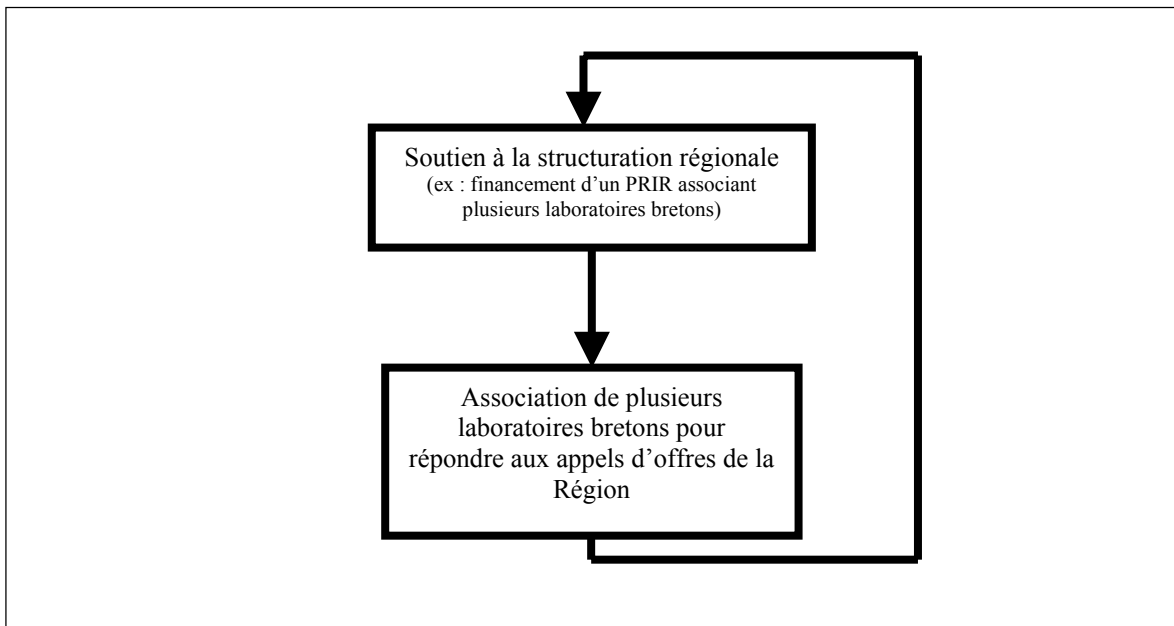 Soutien à la structuration régionale
(ex : financement d’un PRIR associant
plusieurs laboratoires bretons)
Association de plusieurs
laboratoires bretons pour
répondre aux appels d’offres de la
Région